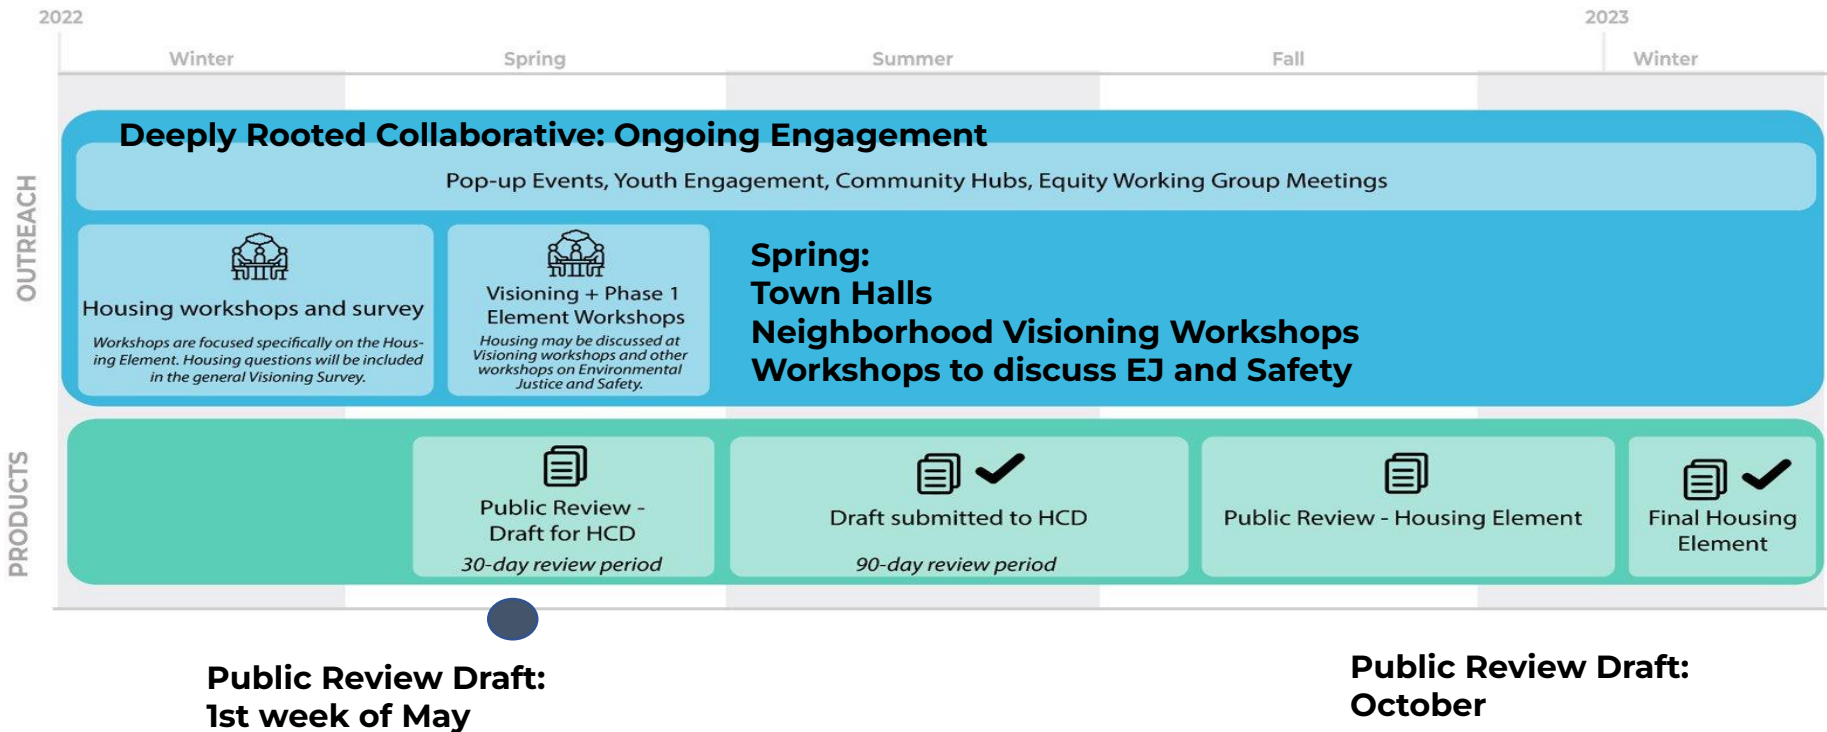 2022
2023
Winter
Spring
Summer
Fall
Winter
OUTREACH
Deeply Rooted Collaborative: Ongoing Engagement
Pop-up Events, Youth Engagement, Community Hubs, Equity Working Group Meetings
Housing workshops and survey
Workshops are focused specifically on the Hous-
ing Element. Housing questions will be included
in the general Visioning Survey.
Visioning + Phase 1
Element Workshops
Housing may be discussed at
Visioning workshops and other
workshops on Environmental
Justice and Safety.
Spring:
Town Halls
Neighborhood Visioning Workshops
Workshops to discuss EJ and Safety
PRODUCTS
Public Review -
Draft for HCD
30-day review period
Draft submitted to HCD
90-day review period
Public Review - Housing Element
Final Housing
Element
Public Review Draft:
1st week of May
Public Review Draft:
October